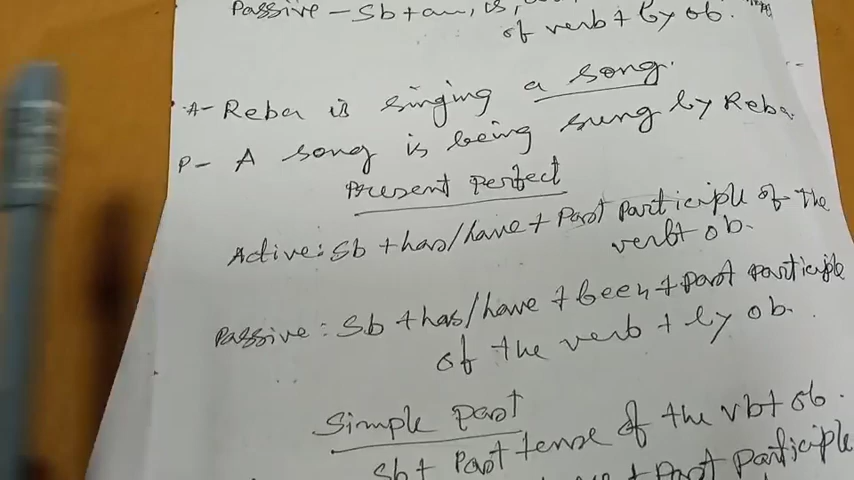 Passive - Sb + am, is,
of verb + by ob.
A- Reba is singing a song.
P- A song is being sung by Reba.
Present perfect
Active: Sb + has/have + Past Participle of the
verb + ob.
Passive: Sb + has/have + been + past participle
of the verb + by ob.
Simple past
Sb + Past tense of the vb + ob.
+ Past Participle